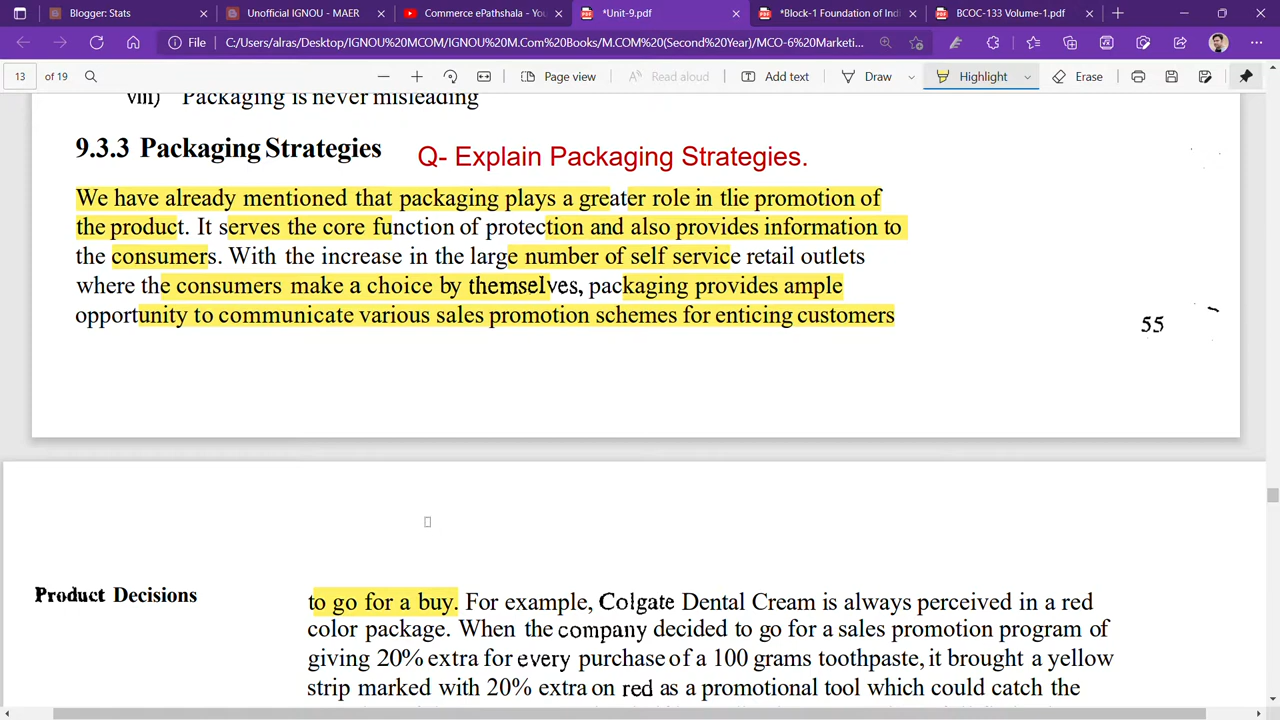 Blogger: Stats
Unofficial IGNOU - MAER
Commerce ePathshala - Yo
*Unit-9.pdf
*Block-1 Foundation of Ind
BCOC-133 Volume-1.pdf
File
C:/Users/alras/Desktop/IGNOU%20MCOM/IGNOU%20M.Com%20Books/M.COM%20(Second%20Year)/MCO-6%20Marketi...
13 of 19
Page view
Read aloud
Add text
Draw
Highlight
Erase
viii) Packaging is never misleading
9.3.3 Packaging Strategies
Q- Explain Packaging Strategies.
We have already mentioned that packaging plays a greater role in tlie promotion of
the product. It serves the core function of protection and also provides information to
the consumers. With the increase in the large number of self service retail outlets
where the consumers make a choice by themselves, packaging provides ample
opportunity to communicate various sales promotion schemes for enticing customers
55
Product Decisions
to go for a buy. For example, Colgate Dental Cream is always perceived in a red
color package. When the company decided to go for a sales promotion program of
giving 20% extra for every purchase of a 100 grams toothpaste, it brought a yellow
strip marked with 20% extra on red as a promotional tool which could catch the